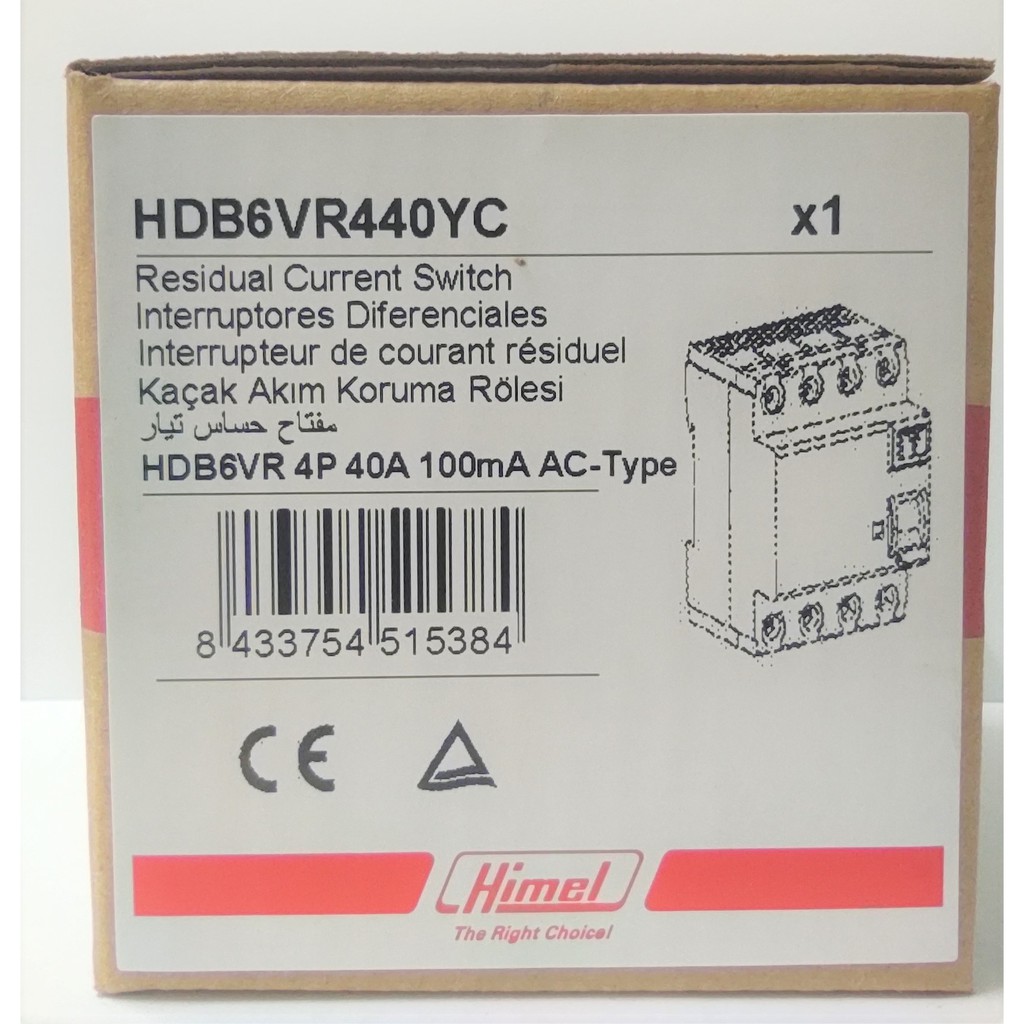 HDB6VR440YC x1
Residual Current Switch
Interruptores Diferenciales
Interrupteur de courant résiduel
Kaçak Akım Koruma Rölesi
مفتاح حساس تيار
HDB6VR 4P 40A 100mA AC-Type
8 433754 515384
CE
Himel
The Right Choice!